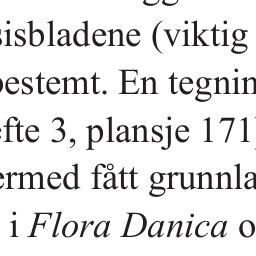 sisbladene (viktig
bestemt. En tegnin
efte 3, plansje 171)
ermed fått grunnla
i Flora Danica o